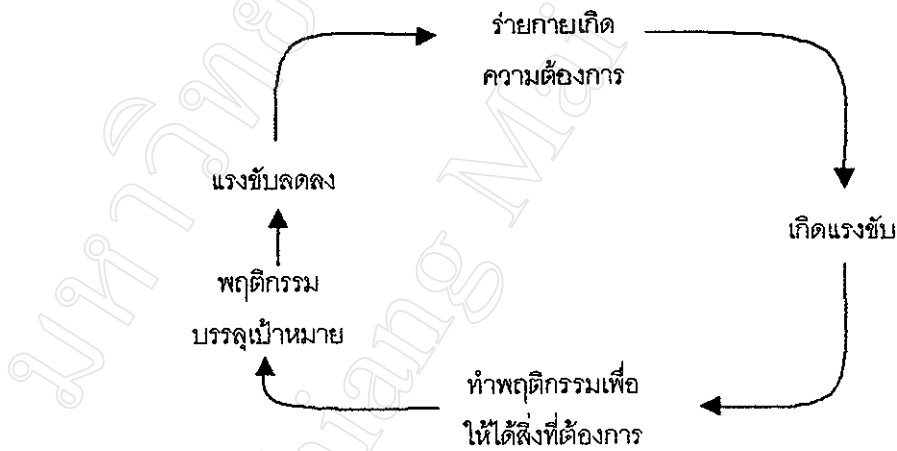 ร่ายกายเกิด
ความต้องการ
เกิดแรงขับ
ทำพฤติกรรมเพื่อ
ให้ได้สิ่งที่ต้องการ
พฤติกรรม
บรรลุเป้าหมาย
แรงขับลดลง